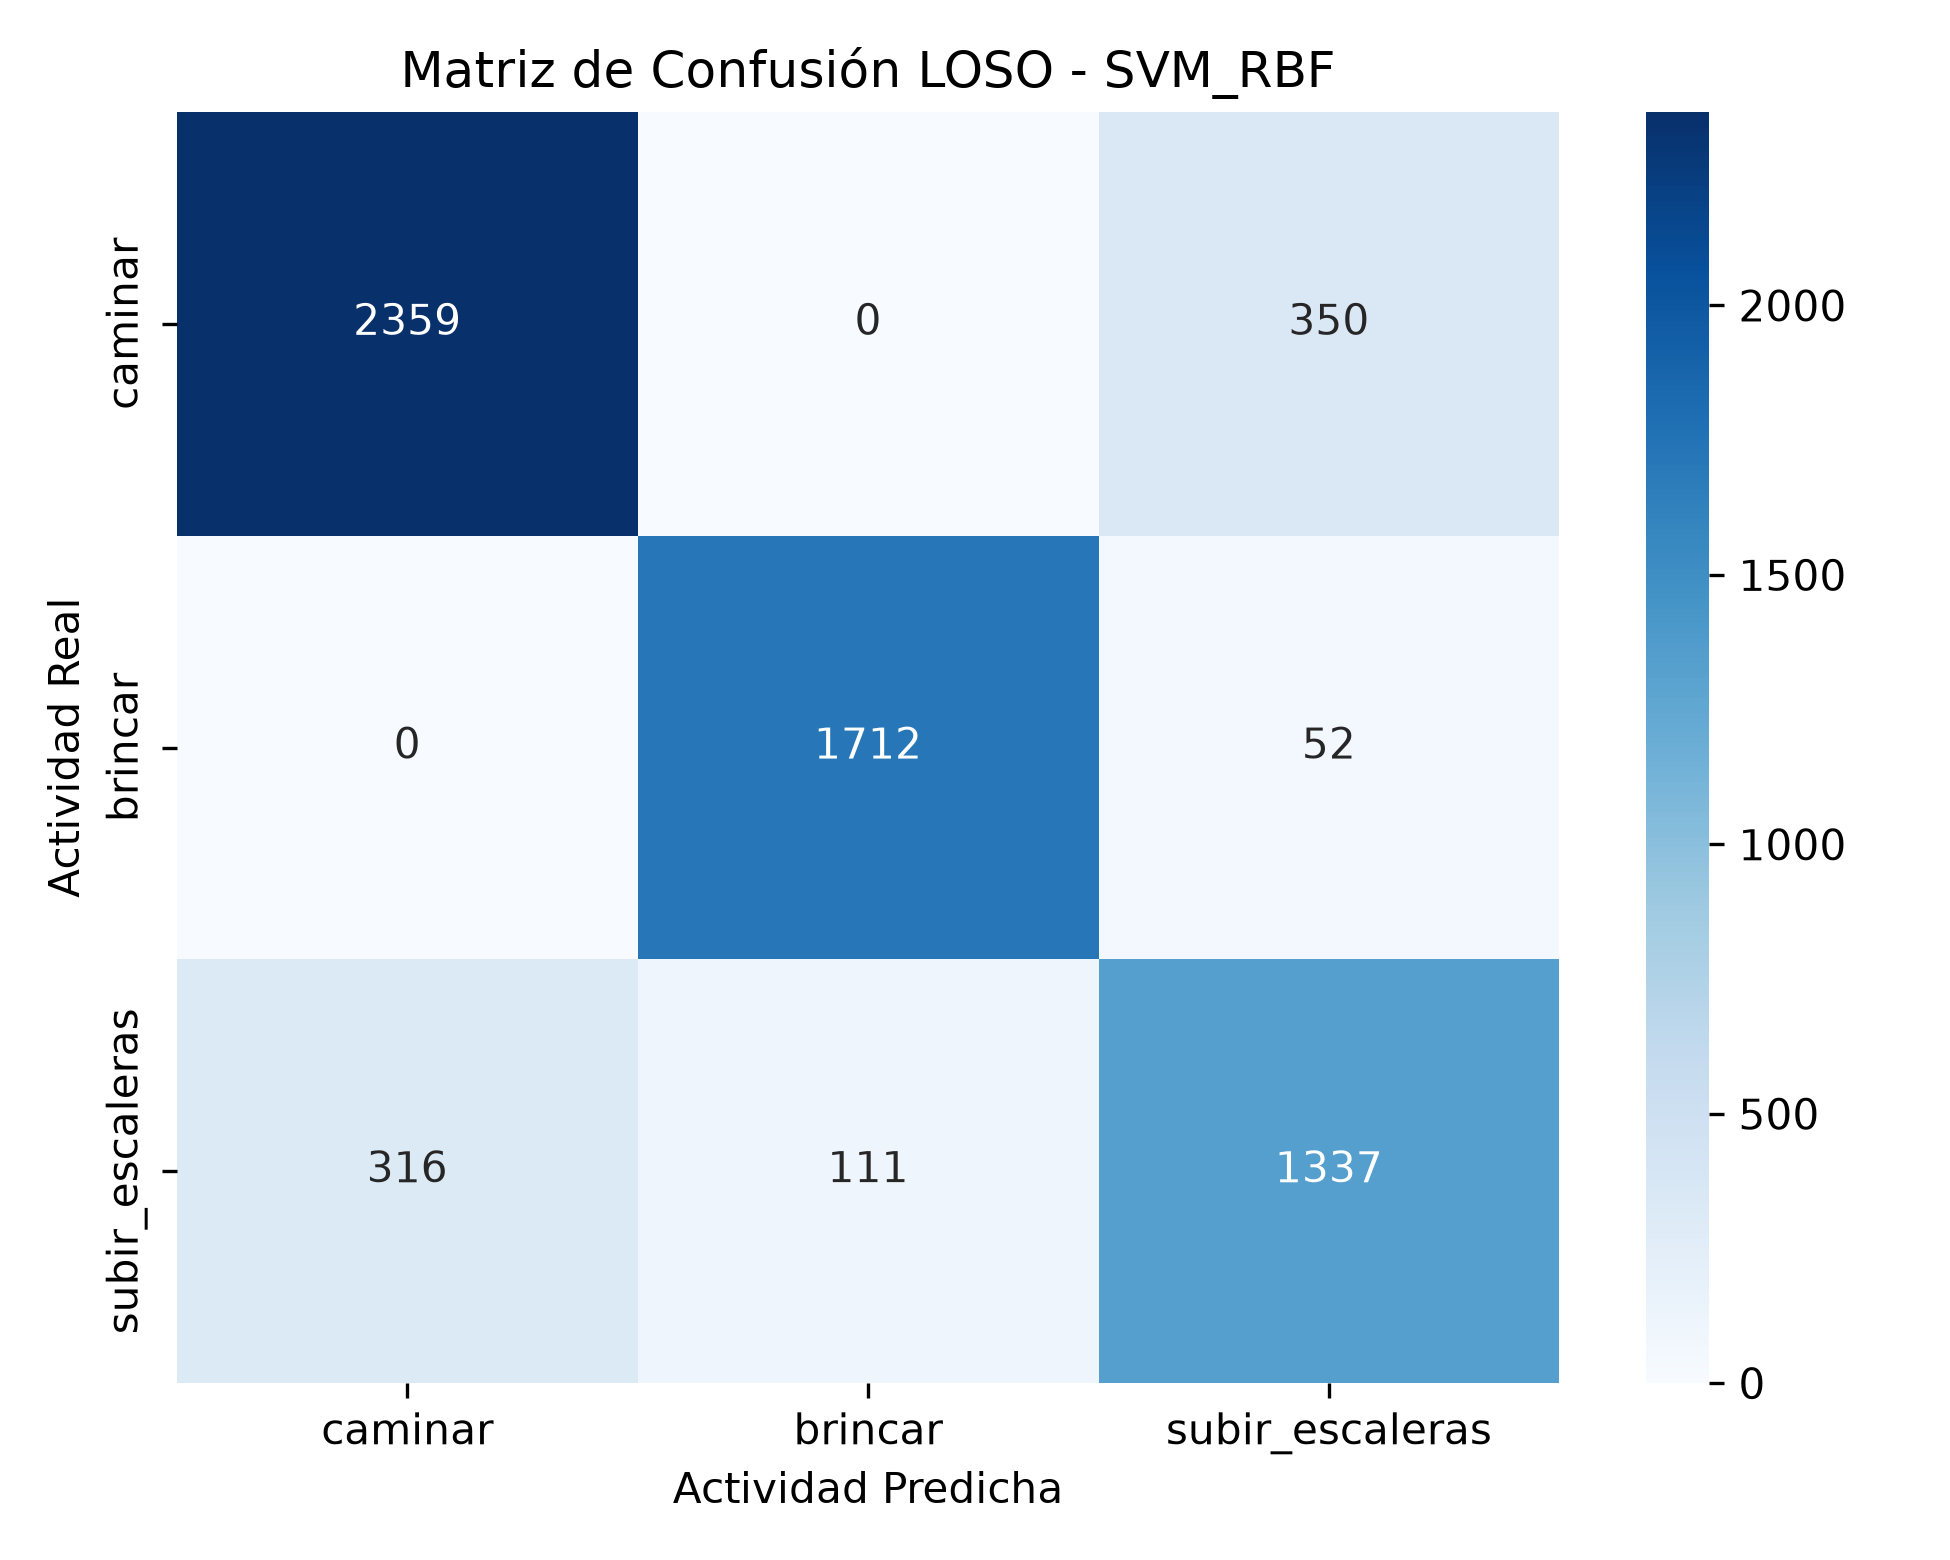 Matriz de Confusión LOSO - SVM_RBF
Actividad Real
caminar
2359 0 350
brincar
0 1712 52
subir_escaleras
316 111 1337
caminar brincar subir_escaleras
Actividad Predicha
2000
1500
1000
500
0